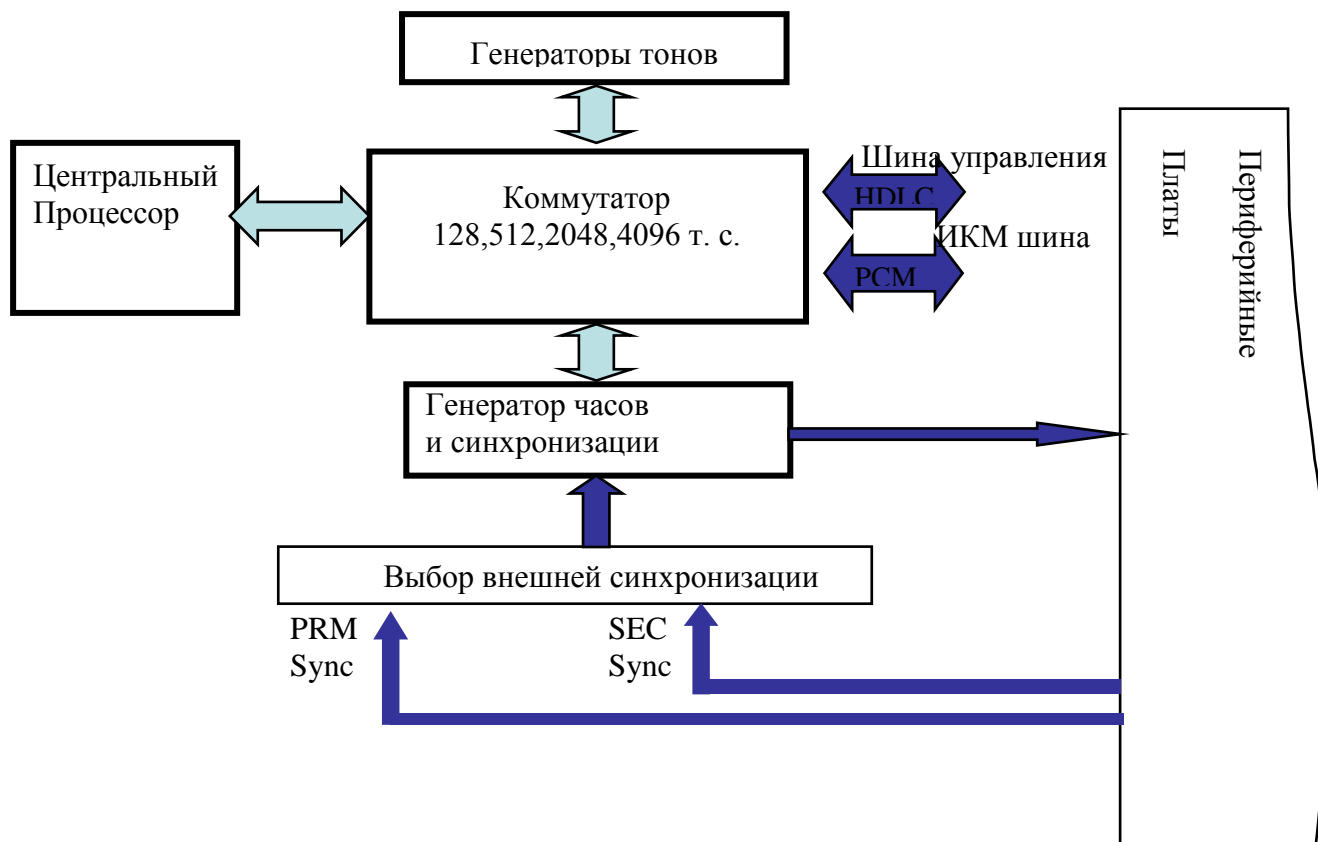 Генераторы тонов
Центральный
Процессор
Коммутатор
128,512,2048,4096 т. с.
Шина управления
HDLC
ИКМ шина
PCM
Платы
Периферийные
Генератор часов
и синхронизации
Выбор внешней синхронизации
PRM
Sync
SEC
Sync